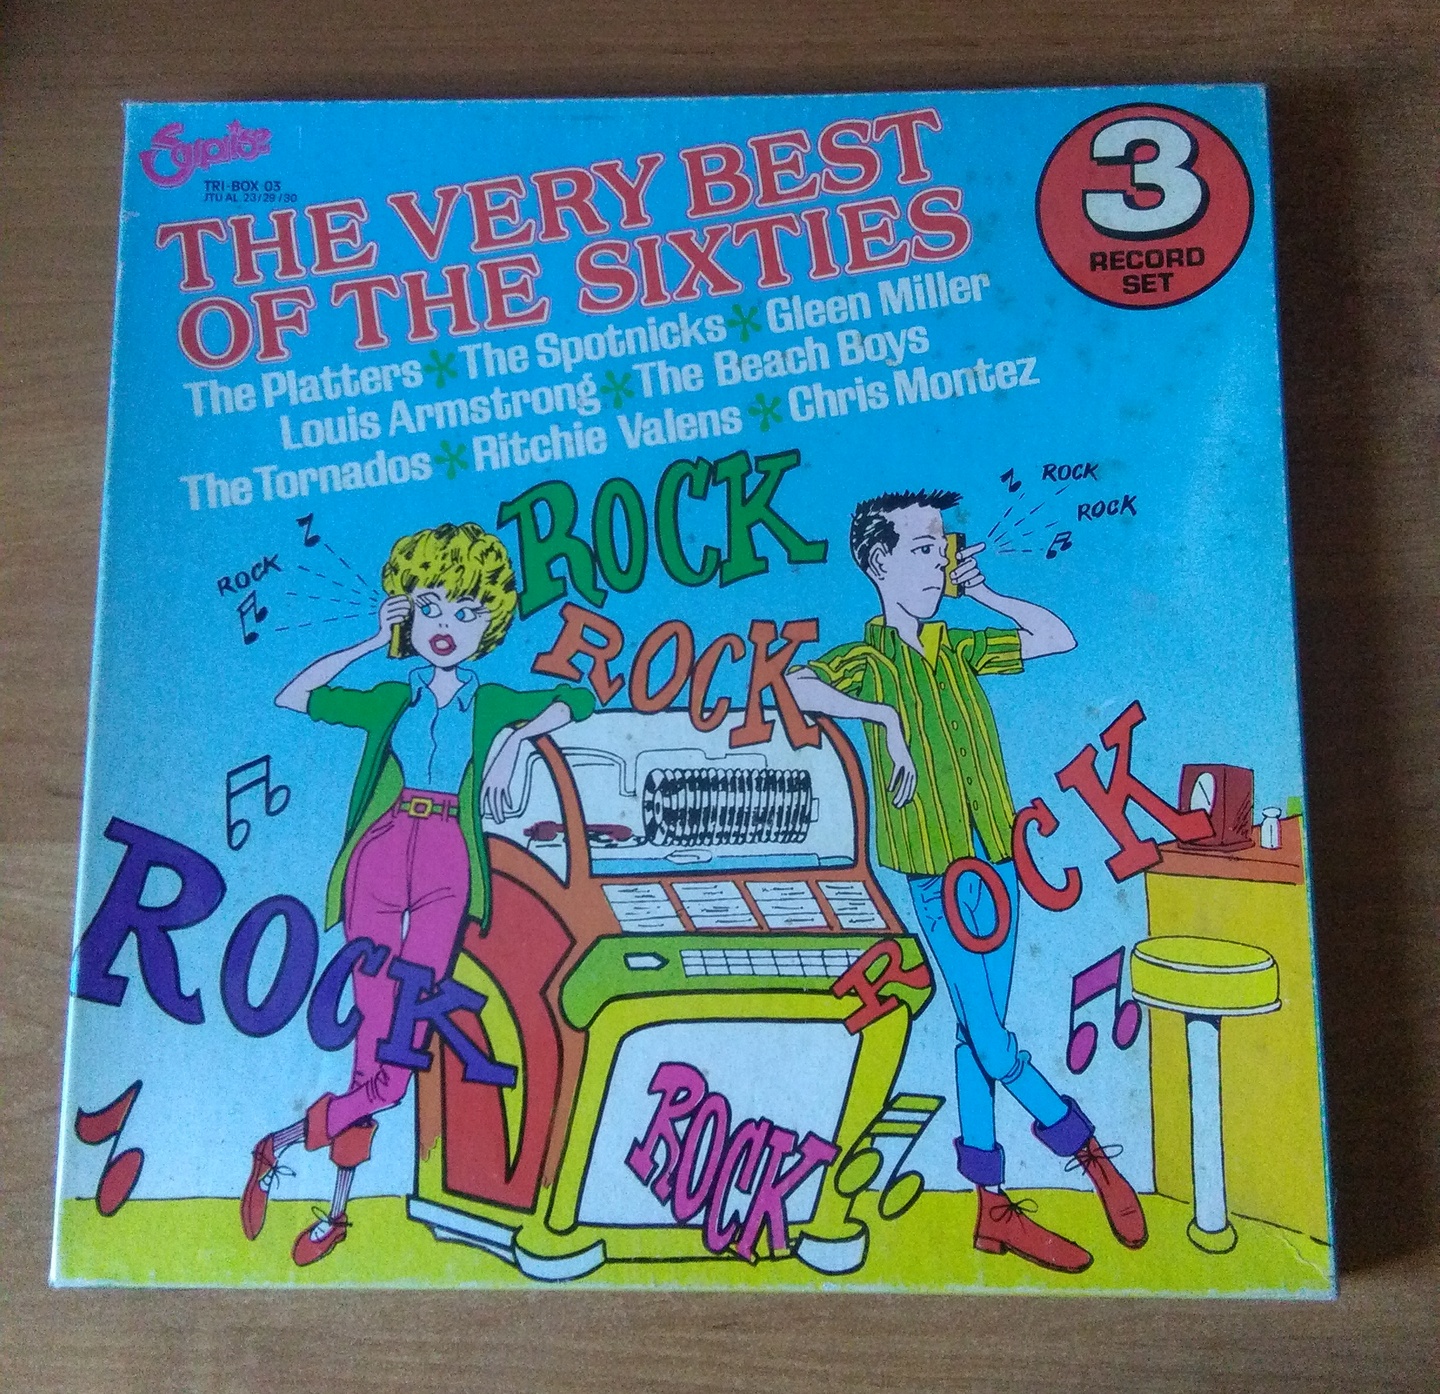 Surprise
TRI-BOX 03
JTU AL 23/29/30
THE VERY BEST
OF THE SIXTIES
3
RECORD
SET
The Platters * The Spotnicks * Gleen Miller
Louis Armstrong * The Beach Boys
The Tornados * Ritchie Valens * Chris Montez
ROCK
ROCK
ROCK
ROCK
ROCK
ROCK
ROCK
ROCK